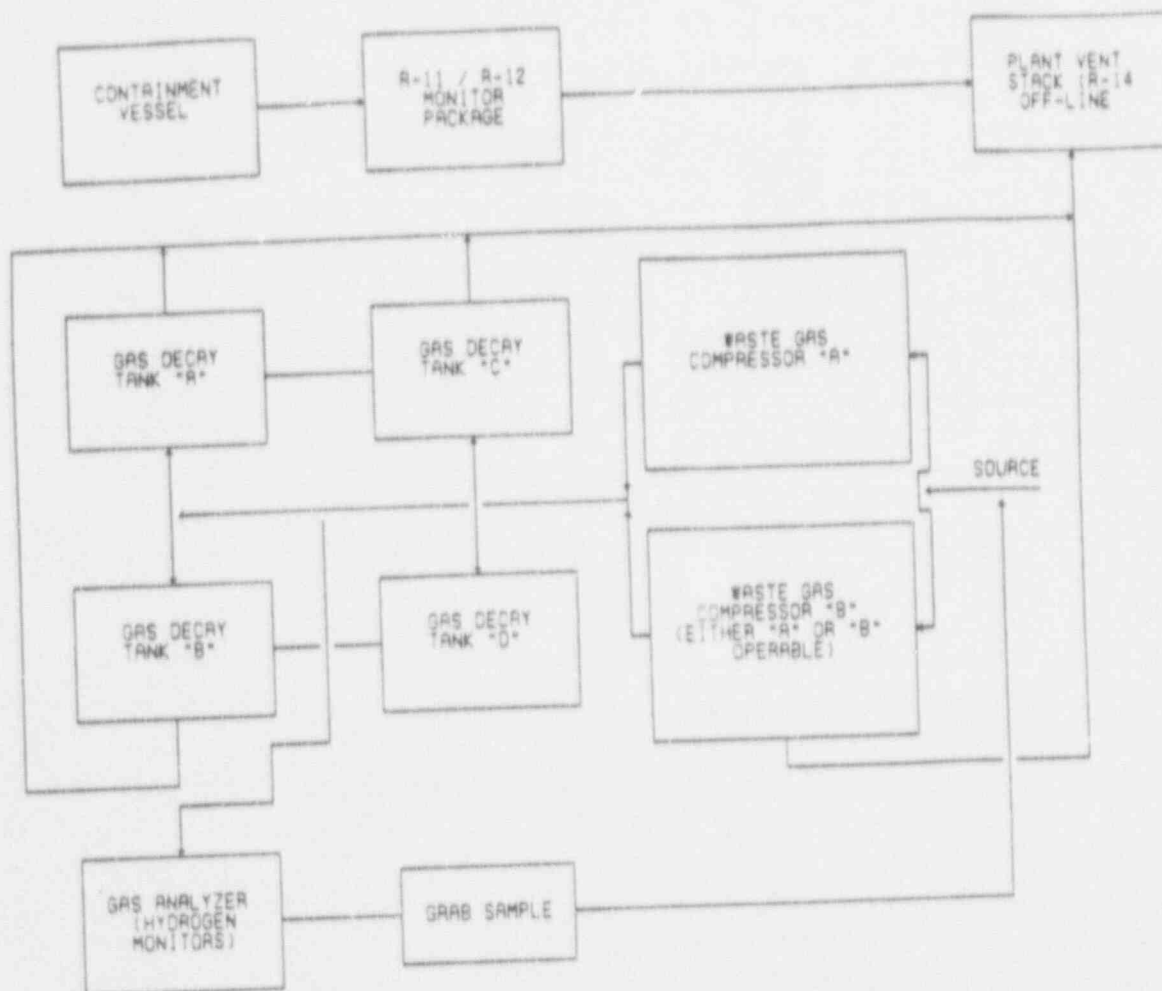 CONTAINMENT
VESSEL
R-11 / R-12
MONITOR
PACKAGE
PLANT VENT
STACK (R-14
OFF-LINE
GAS DECAY
TANK "A"
GAS DECAY
TANK "C"
WASTE GAS
COMPRESSOR "A"
SOURCE
GAS DECAY
TANK "B"
GAS DECAY
TANK "D"
WASTE GAS
COMPRESSOR "B"
(EITHER "A" OR "B"
OPERABLE)
GAS ANALYZER
(HYDROGEN
MONITORS)
GRAB SAMPLE